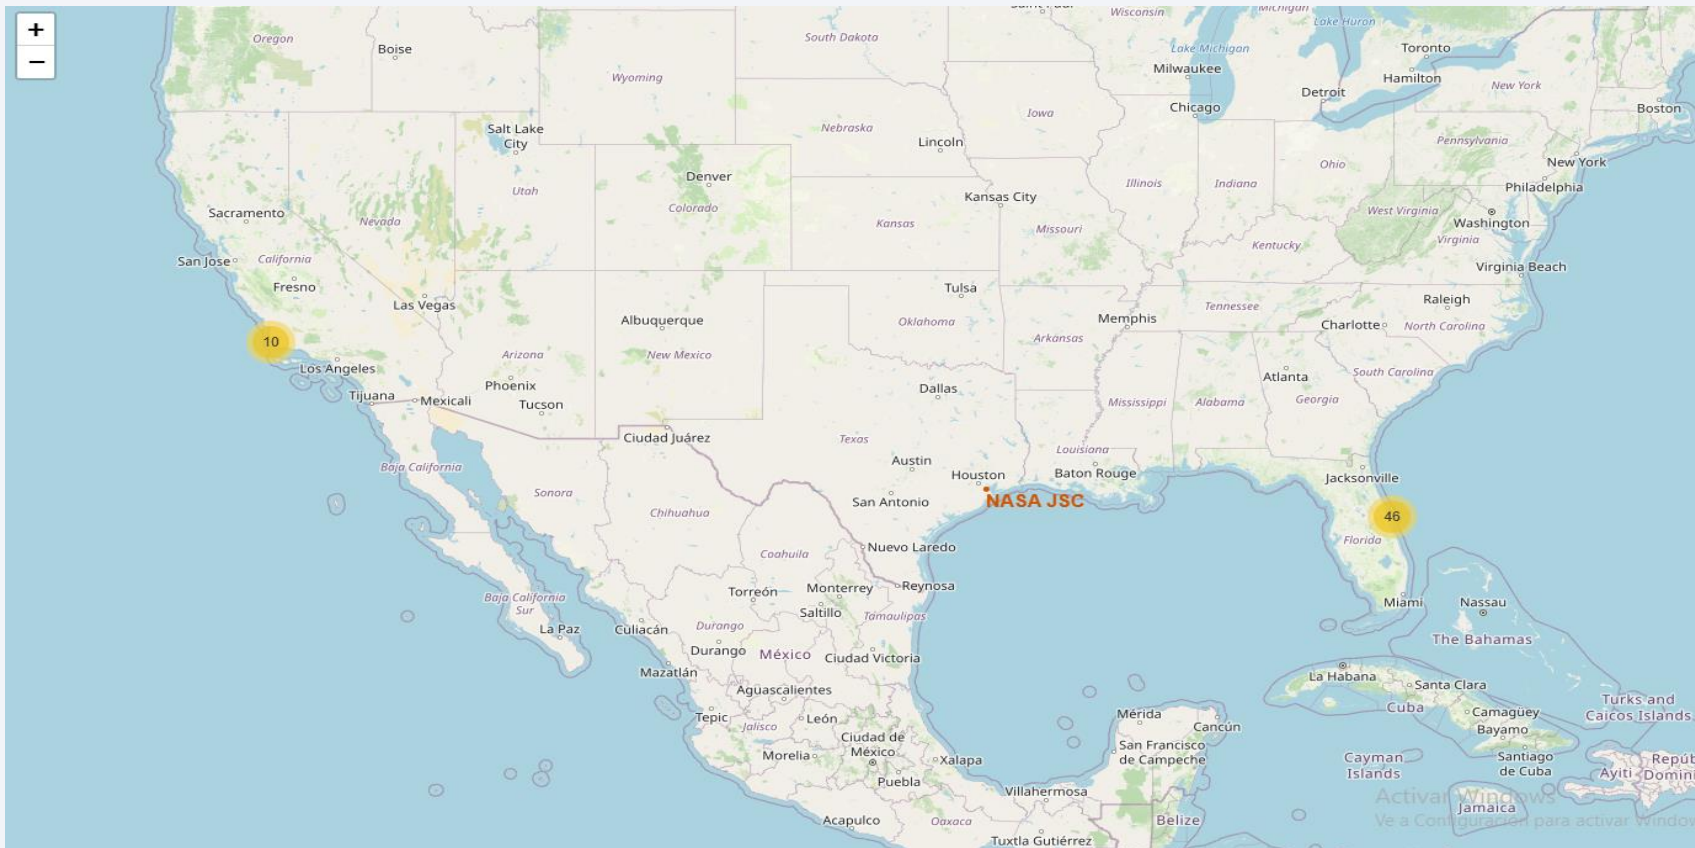 +
−
Saint Paul
Wisconsin
Michigan
Lake Huron
Oregon
Boise
South Dakota
Lake Michigan
Toronto
Wyoming
Milwaukee
Hamilton
New York
Detroit
Chicago
Boston
Iowa
Salt Lake
City
Nebraska
Lincoln
Pennsylvania
New York
Ohio
Denver
Utah
Illinois
Indiana
Philadelphia
Kansas City
Sacramento
Nevada
Colorado
Kansas
Missouri
West Virginia
Washington
Virginia
Kentucky
San Jose
California
Virginia Beach
Fresno
Tulsa
Las Vegas
Raleigh
Tennessee
Albuquerque
Oklahoma
Memphis
Charlotte
North Carolina
10
Arkansas
Arizona
New Mexico
Los Angeles
South Carolina
Atlanta
Phoenix
Dallas
Tijuana
Mexicali
Tucson
Mississippi
Alabama
Georgia
Ciudad Juárez
Texas
Louisiana
Austin
Baja California
Houston
Baton Rouge
Jacksonville
Sonora
San Antonio
NASA JSC
Chihuahua
46
Florida
Nuevo Laredo
Coahuila
Torreón
Monterrey
Reynosa
Baja California
Sur
Saltillo
Tamaulipas
Miami
Nassau
La Paz
Culiacán
Durango
The Bahamas
Durango
México
Ciudad Victoria
Mazatlán
La Habana
Santa Clara
Aguascalientes
Turks and
Caicos Islands
Cuba
Camagüey
Tepic
León
Mérida
Cancún
Jalisco
Bayamo
Ciudad de
México
San Francisco
de Campeche
Morelia
Xalapa
Cayman
Islands
Santiago
de Cuba
Ayiti
Repúb
Domini
Puebla
Villahermosa
Activar Windows
Jamaica
Acapulco
Oaxaca
Belize
Ve a Configuración para activar Window
Tuxtla Gutiérrez